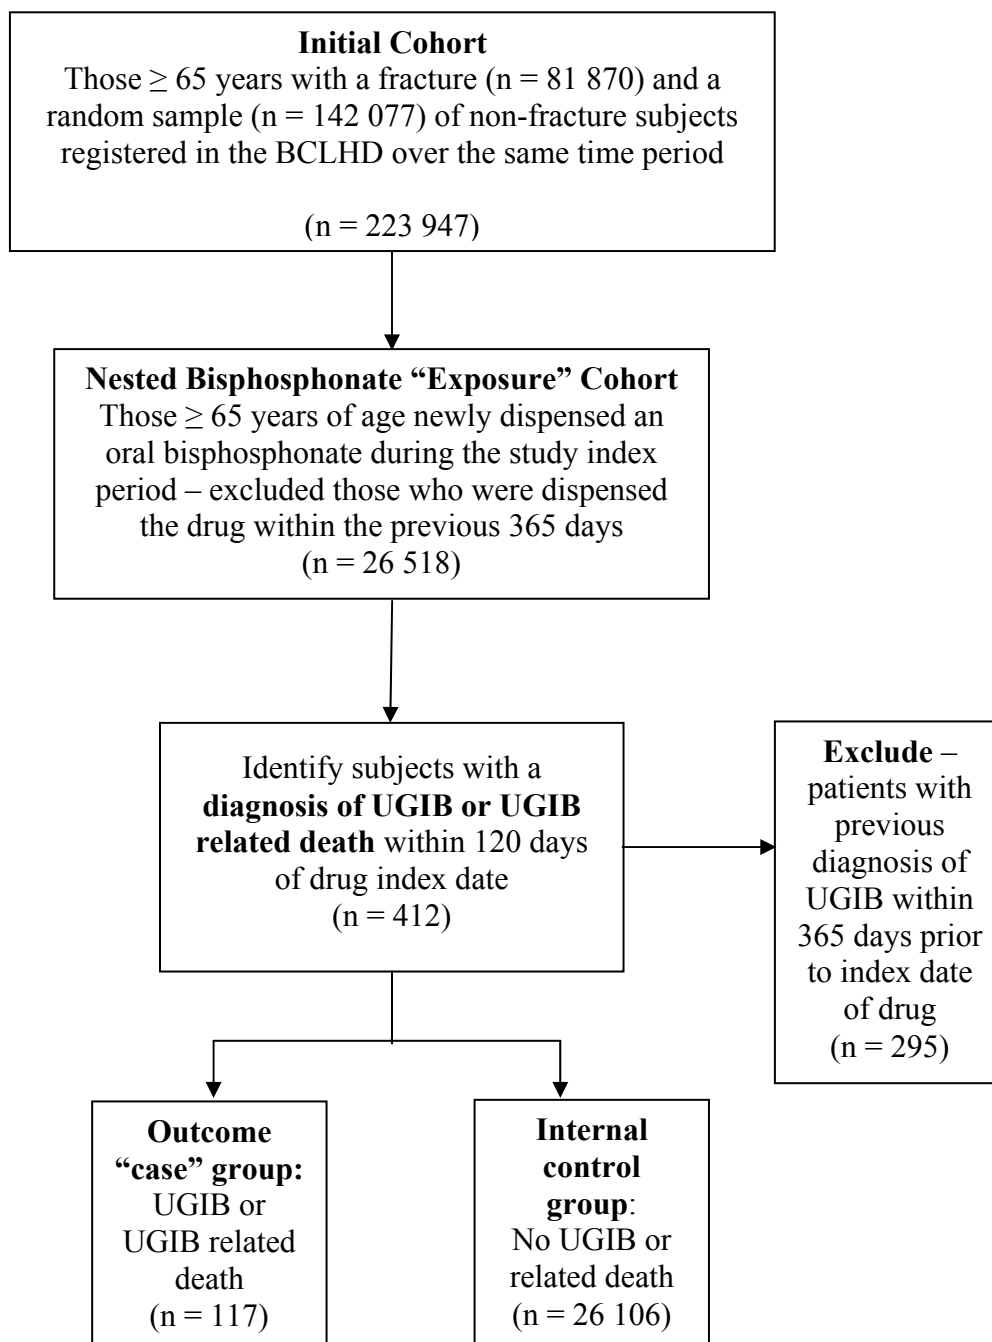 Initial Cohort
Those ≥ 65 years with a fracture (n = 81 870) and a
random sample (n = 142 077) of non-fracture subjects
registered in the BCLHD over the same time period
(n = 223 947)
Nested Bisphosphonate “Exposure” Cohort
Those ≥ 65 years of age newly dispensed an
oral bisphosphonate during the study index
period – excluded those who were dispensed
the drug within the previous 365 days
(n = 26 518)
Identify subjects with a
diagnosis of UGIB or UGIB
related death within 120 days
of drug index date
(n = 412)
Exclude –
patients with
previous
diagnosis of
UGIB within
365 days prior
to index date
of drug
(n = 295)
Outcome
“case” group:
UGIB or
UGIB related
death
(n = 117)
Internal
control
group:
No UGIB or
related death
(n = 26 106)